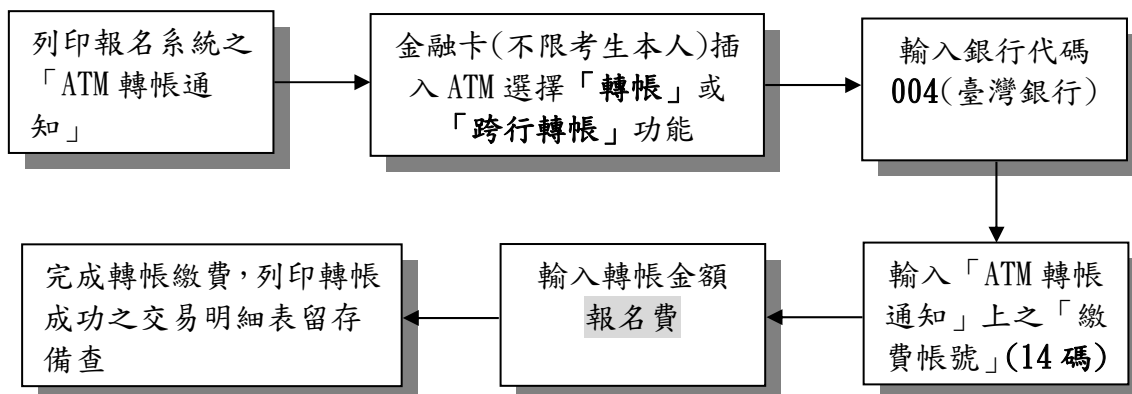 列印報名系統之
「ATM 轉帳通
知」
金融卡(不限考生本人)插
入 ATM 選擇「轉帳」或
「跨行轉帳」功能
輸入銀行代碼
004(臺灣銀行)
輸入「ATM 轉帳
通知」上之「繳
費帳號」(14 碼)
輸入轉帳金額
報名費
完成轉帳繳費，列印轉帳
成功之交易明細表留存
備查